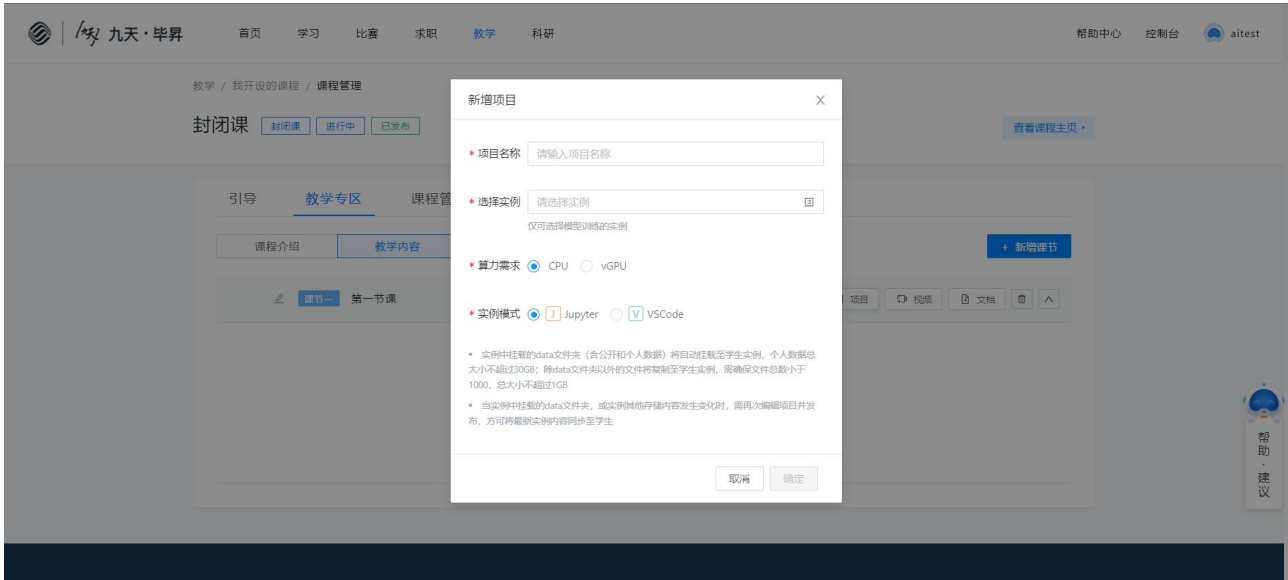 九天·毕昇
首页 学习 比赛 求职 教学 科研
帮助中心 控制台 aitest
教学 / 我开设的课程 / 课程管理
封闭课 封闭课 进行中 已发布
查看课程主页
引导 教学专区 课程管
课程介绍 教学内容
+ 新增课节
课节一 第一节课
项目 视频 文档
新增项目
* 项目名称 请输入项目名称
* 选择实例 请选择实例
仅可选择模型训练的实例
* 算力需求 CPU vGPU
* 实例模式 J Jupyter V VSCode
• 实例中挂载的data文件夹（含公开和个人数据）将自动挂载至学生实例，个人数据总
大小不超过30GB；除data文件夹以外的文件将复制至学生实例，需确保文件总数小于
1000，总大小不超过1GB
• 当实例中挂载的data文件夹，或实例其他存储内容发生变化时，需再次编辑项目并发
布，方可将最新实例内容同步至学生
取消 确定
帮
助
·
建
议